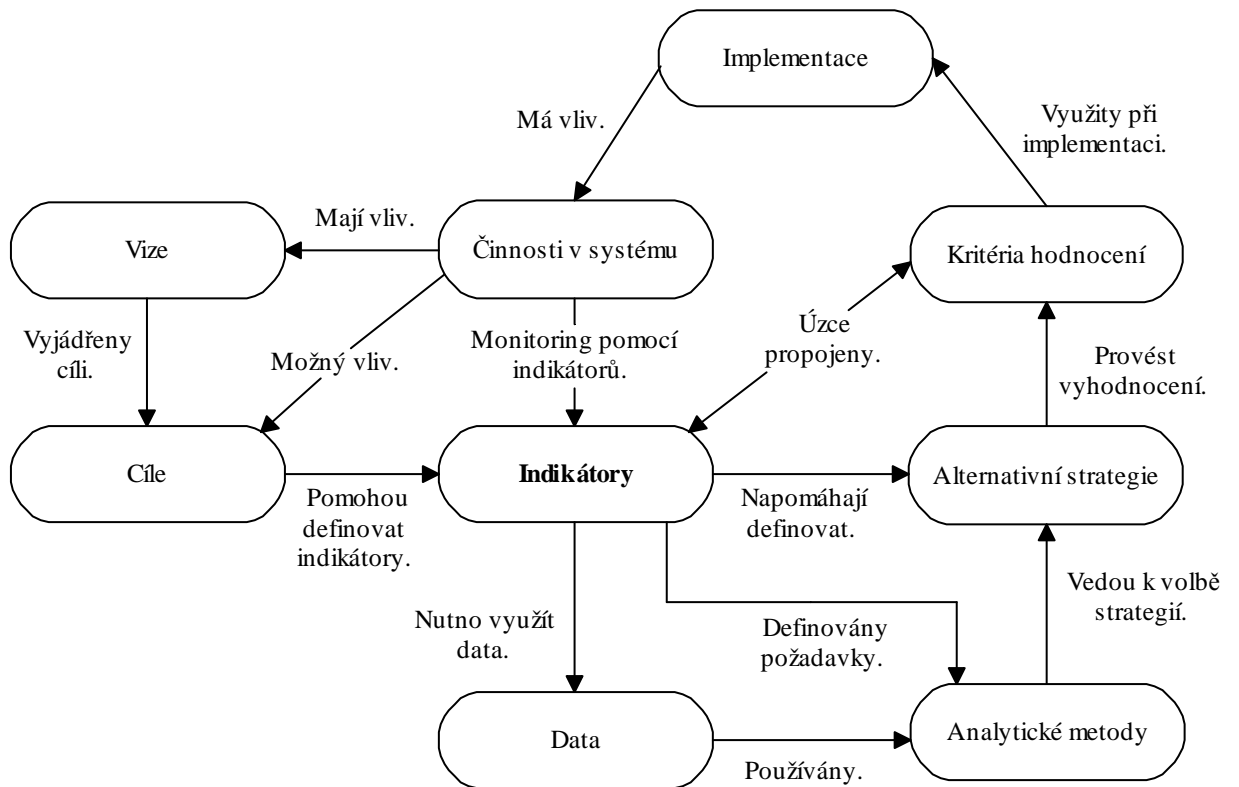 Implementace
Má vliv.
Využity při
implementaci.
Vize
Mají vliv.
Činnosti v systému
Kritéria hodnocení
Vyjádřeny
cíli.
Možný vliv.
Monitoring pomocí
indikátorů.
Úzce
propojeny.
Provést
vyhodnocení.
Cíle
Pomohou
definovat
indikátory.
Indikátory
Napomáhají
definovat.
Alternativní strategie
Nutno využít
data.
Definovány
požadavky.
Vedou k volbě
strategií.
Data
Používány.
Analytické metody